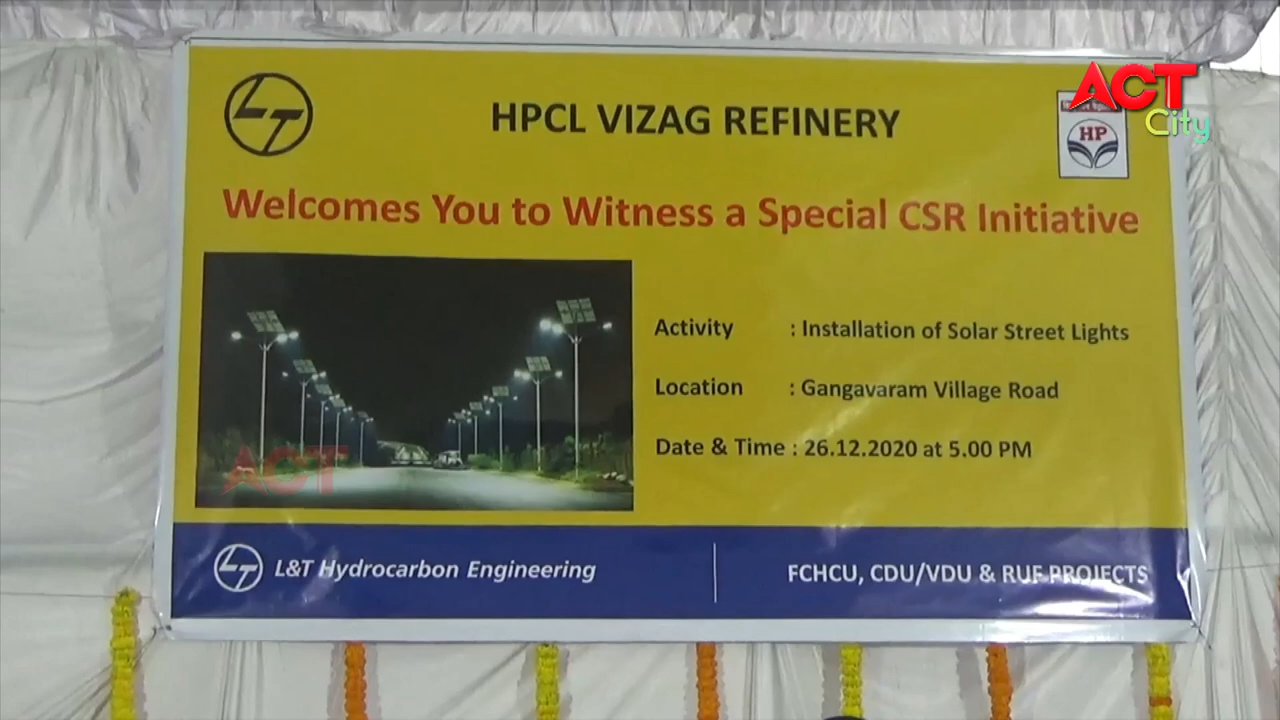 ACT
City
LT
HPCL VIZAG REFINERY
HP
Welcomes You to Witness a Special CSR Initiative
Activity : Installation of Solar Street Lights
Location : Gangavaram Village Road
Date & Time : 26.12.2020 at 5.00 PM
ACT
LT L&T Hydrocarbon Engineering
FCHCU, CDU/VDU & RUF PROJECTS